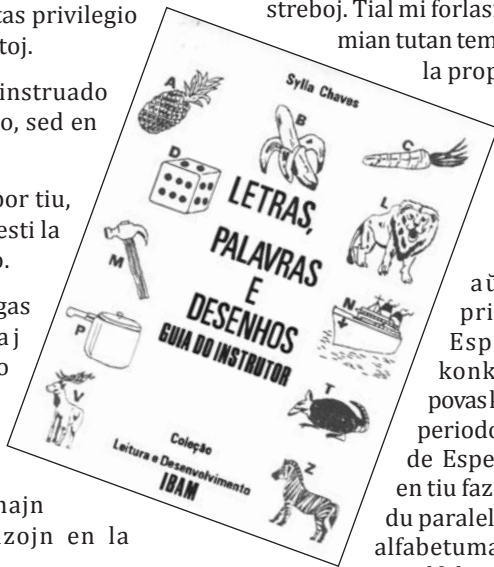 tas privilegio
toj.
instruado
o, sed en
por tiu,
esti la
o.
gas
aj
o
najn
zojn en la
Sylla Chaves
A
B
C
D
LETRAS,
L
PALAVRAS
E
M
DESENHOS
N
GUIA DO INSTRUTOR
P
T
V
Coleção
Leitura e Desenvolvimento
IBAM
Z
streboj. Tial mi forlas
mian tutan tem
la prop
aŭ
pri
Esp
konk
povas
periodo
de Espe
en tiu faz
du paralel
alfabetuma